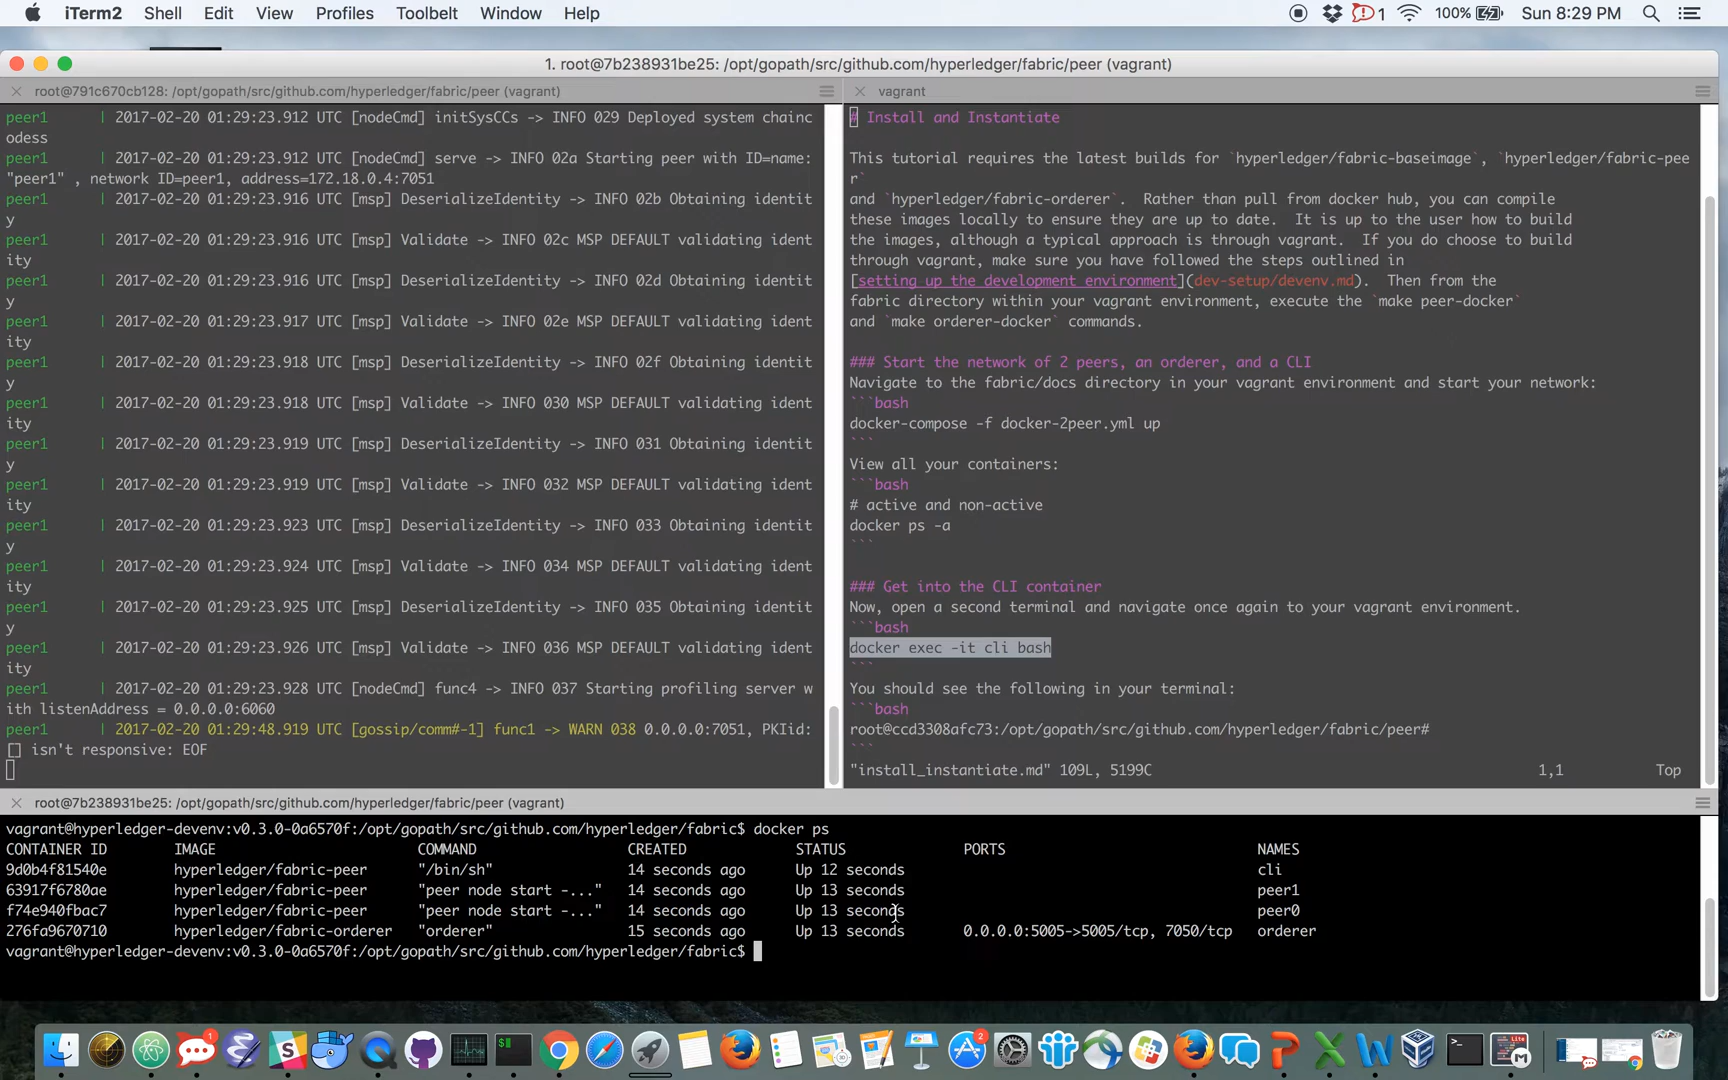 iTerm2 Shell Edit View Profiles Toolbelt Window Help 1 100% Sun 8:29 PM
1. root@7b238931be25: /opt/gopath/src/github.com/hyperledger/fabric/peer (vagrant)
root@791c670cb128: /opt/gopath/src/github.com/hyperledger/fabric/peer (vagrant)
peer1 | 2017-02-20 01:29:23.912 UTC [nodeCmd] initSysCCs -> INFO 029 Deployed system chainc
odess
peer1 | 2017-02-20 01:29:23.912 UTC [nodeCmd] serve -> INFO 02a Starting peer with ID=name:
"peer1" , network ID=peer1, address=172.18.0.4:7051
peer1 | 2017-02-20 01:29:23.916 UTC [msp] DeserializeIdentity -> INFO 02b Obtaining identit
y
peer1 | 2017-02-20 01:29:23.916 UTC [msp] Validate -> INFO 02c MSP DEFAULT validating ident
ity
peer1 | 2017-02-20 01:29:23.916 UTC [msp] DeserializeIdentity -> INFO 02d Obtaining identit
y
peer1 | 2017-02-20 01:29:23.917 UTC [msp] Validate -> INFO 02e MSP DEFAULT validating ident
ity
peer1 | 2017-02-20 01:29:23.918 UTC [msp] DeserializeIdentity -> INFO 02f Obtaining identit
y
peer1 | 2017-02-20 01:29:23.918 UTC [msp] Validate -> INFO 030 MSP DEFAULT validating ident
ity
peer1 | 2017-02-20 01:29:23.919 UTC [msp] DeserializeIdentity -> INFO 031 Obtaining identit
y
peer1 | 2017-02-20 01:29:23.919 UTC [msp] Validate -> INFO 032 MSP DEFAULT validating ident
ity
peer1 | 2017-02-20 01:29:23.923 UTC [msp] DeserializeIdentity -> INFO 033 Obtaining identit
y
peer1 | 2017-02-20 01:29:23.924 UTC [msp] Validate -> INFO 034 MSP DEFAULT validating ident
ity
peer1 | 2017-02-20 01:29:23.925 UTC [msp] DeserializeIdentity -> INFO 035 Obtaining identit
y
peer1 | 2017-02-20 01:29:23.926 UTC [msp] Validate -> INFO 036 MSP DEFAULT validating ident
ity
peer1 | 2017-02-20 01:29:23.928 UTC [nodeCmd] func4 -> INFO 037 Starting profiling server w
ith listenAddress = 0.0.0.0:6060
peer1 | 2017-02-20 01:29:48.919 UTC [gossip/comm#-1] func1 -> WARN 038 0.0.0.0:7051, PKIid:
[] isn't responsive: EOF
vagrant
# Install and Instantiate
This tutorial requires the latest builds for `hyperledger/fabric-baseimage`, `hyperledger/fabric-pee
r`
and `hyperledger/fabric-orderer`.  Rather than pull from docker hub, you can compile
these images locally to ensure they are up to date.  It is up to the user how to build
the images, although a typical approach is through vagrant.  If you do choose to build
through vagrant, make sure you have followed the steps outlined in
[setting up the development environment](dev-setup/devenv.md).  Then from the
fabric directory within your vagrant environment, execute the `make peer-docker`
and `make orderer-docker` commands.
### Start the network of 2 peers, an orderer, and a CLI
Navigate to the fabric/docs directory in your vagrant environment and start your network:
```bash
docker-compose -f docker-2peer.yml up
```
View all your containers:
```bash
# active and non-active
docker ps -a
```
### Get into the CLI container
Now, open a second terminal and navigate once again to your vagrant environment.
```bash
docker exec -it cli bash
```
You should see the following in your terminal:
```bash
root@ccd3308afc73:/opt/gopath/src/github.com/hyperledger/fabric/peer#
```
"install_instantiate.md" 109L, 5199C 1,1 Top
root@7b238931be25: /opt/gopath/src/github.com/hyperledger/fabric/peer (vagrant)
vagrant@hyperledger-devenv:v0.3.0-0a6570f:/opt/gopath/src/github.com/hyperledger/fabric$ docker ps
CONTAINER ID IMAGE COMMAND CREATED STATUS PORTS NAMES
9d0b4f81540e hyperledger/fabric-peer "/bin/sh" 14 seconds ago Up 12 seconds cli
63917f6780ae hyperledger/fabric-peer "peer node start -..." 14 seconds ago Up 13 seconds peer1
f74e940fbac7 hyperledger/fabric-peer "peer node start -..." 14 seconds ago Up 13 seconds peer0
276fa9670710 hyperledger/fabric-orderer "orderer" 15 seconds ago Up 13 seconds 0.0.0.0:5005->5005/tcp, 7050/tcp orderer
vagrant@hyperledger-devenv:v0.3.0-0a6570f:/opt/gopath/src/github.com/hyperledger/fabric$